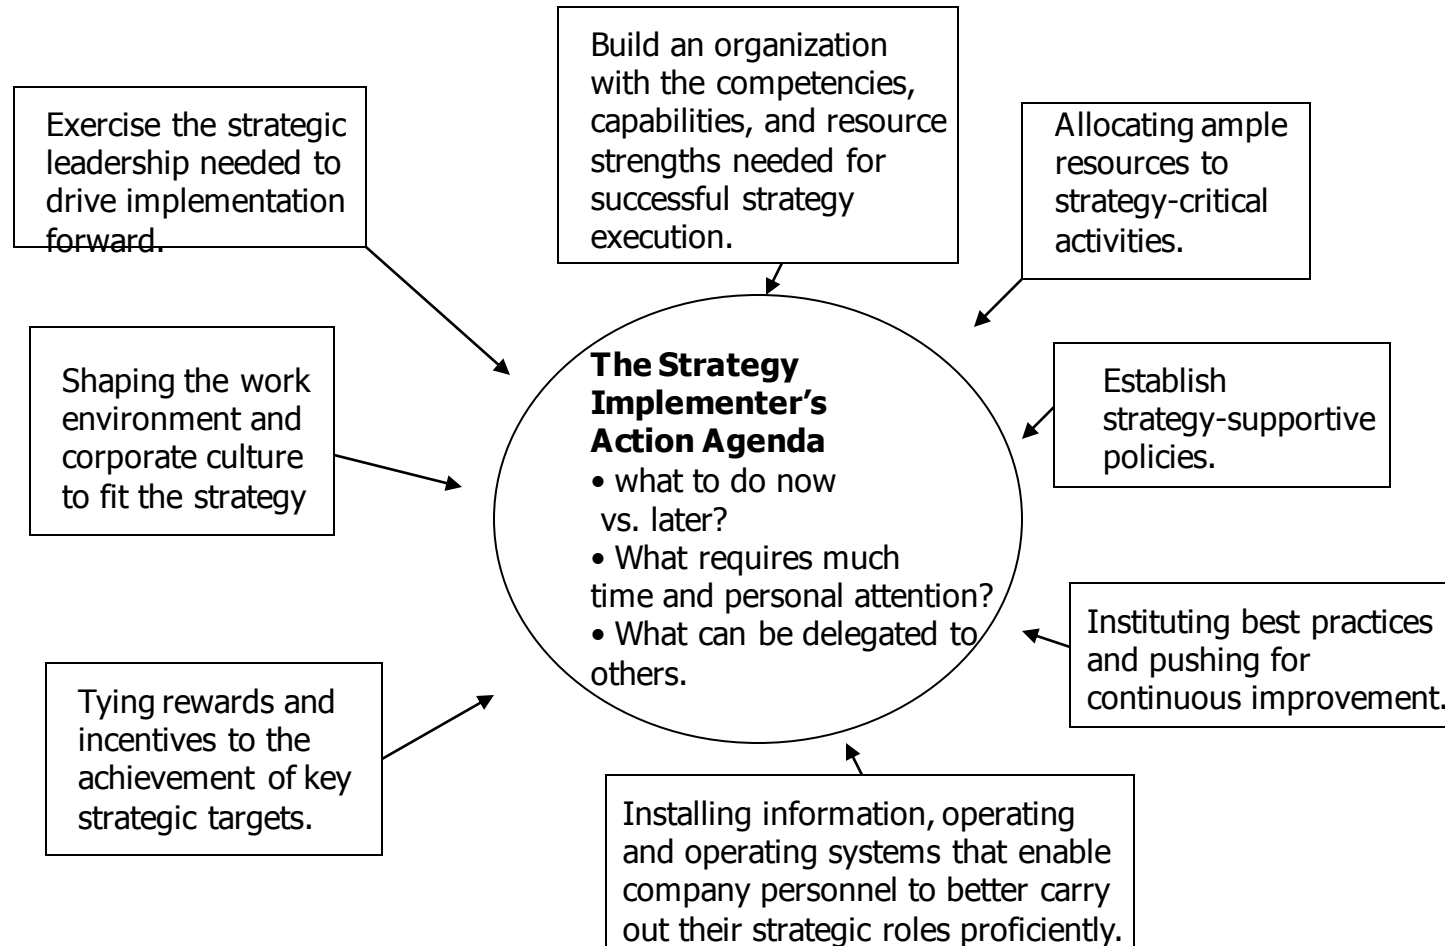 Build an organization
with the competencies,
capabilities, and resource
strengths needed for
successful strategy
execution.
Exercise the strategic
leadership needed to
drive implementation
forward.
Allocating ample
resources to
strategy-critical
activities.
Shaping the work
environment and
corporate culture
to fit the strategy
The Strategy
Implementer’s
Action Agenda
• what to do now
vs. later?
• What requires much
time and personal attention?
• What can be delegated to
others.
Establish
strategy-supportive
policies.
Instituting best practices
and pushing for
continuous improvement.
Tying rewards and
incentives to the
achievement of key
strategic targets.
Installing information, operating
and operating systems that enable
company personnel to better carry
out their strategic roles proficiently.